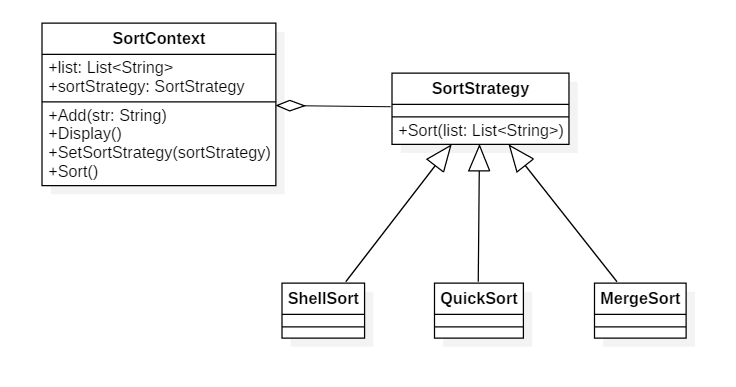 SortContext
+list: List<String>
+sortStrategy: SortStrategy
+Add(str: String)
+Display()
+SetSortStrategy(sortStrategy)
+Sort()
SortStrategy
+Sort(list: List<String>)
ShellSort
QuickSort
MergeSort